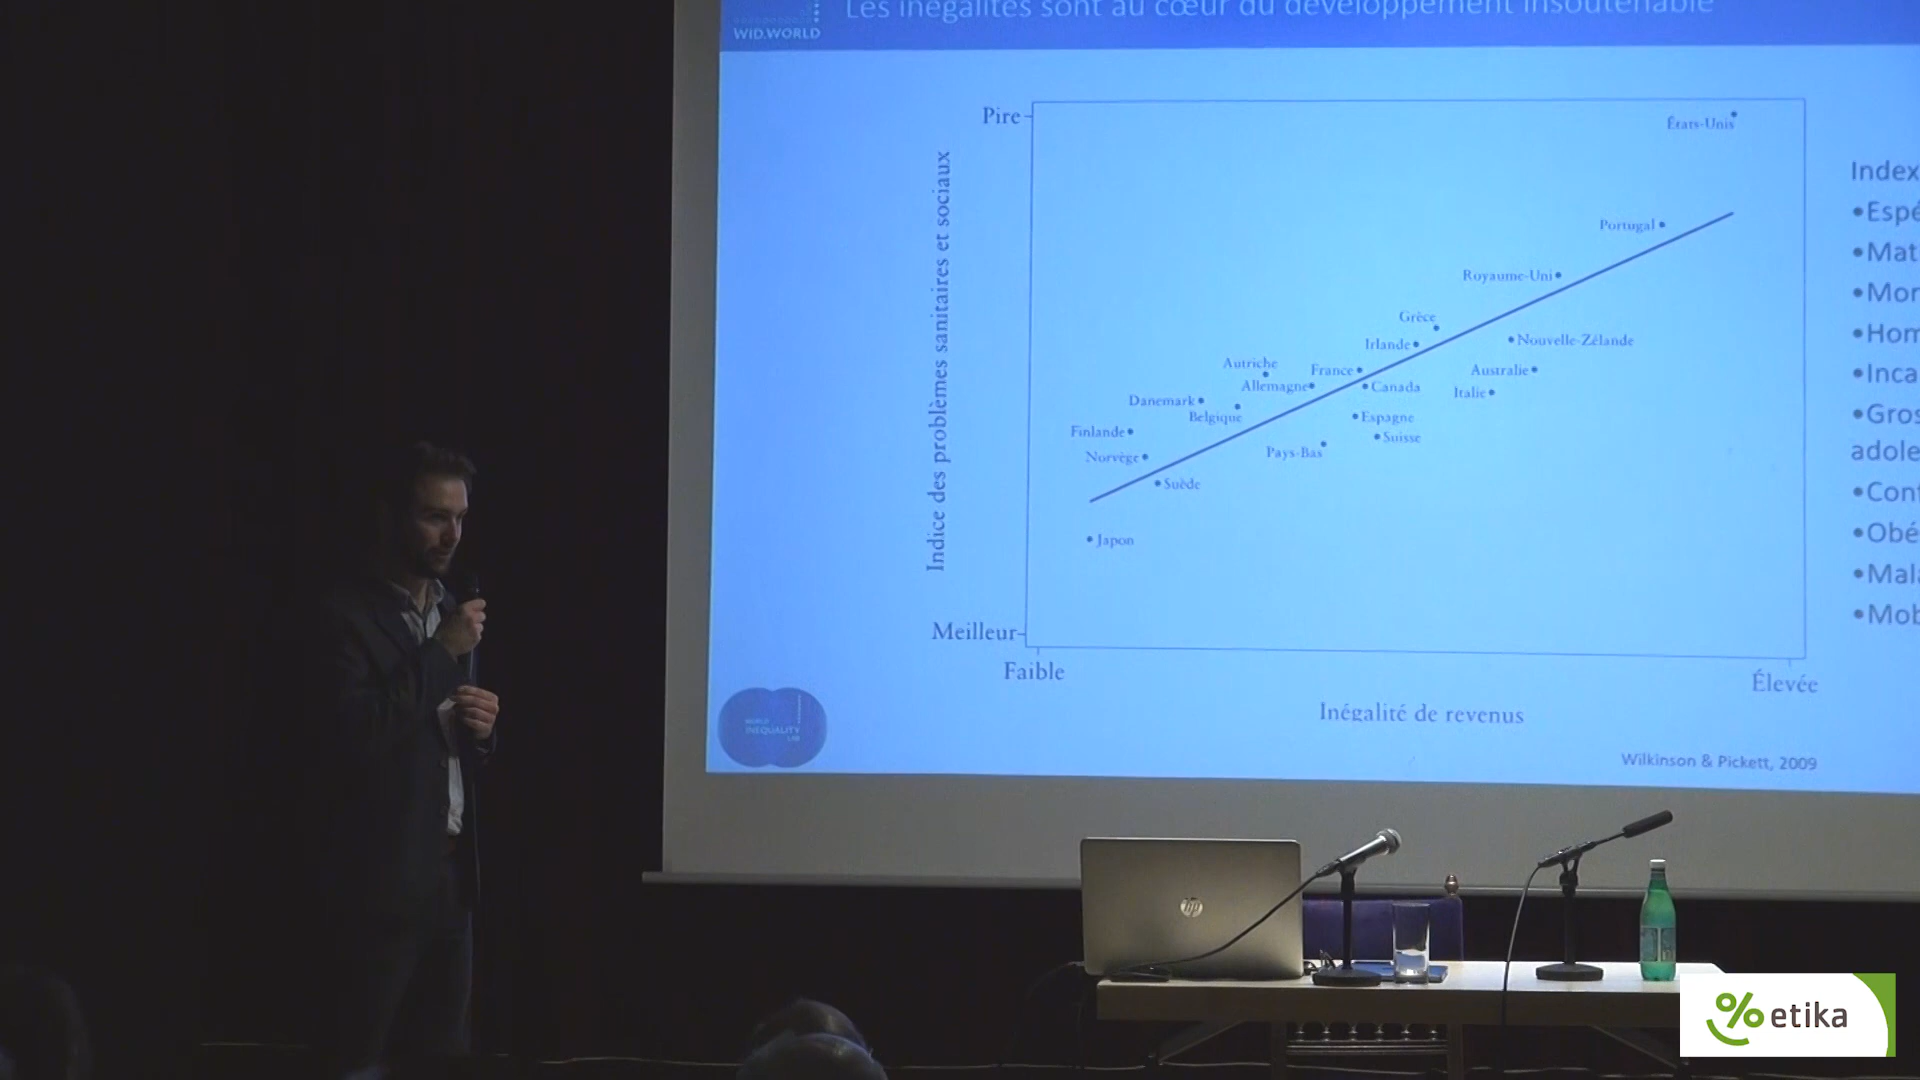 WID.WORLD
Les inégalités sont au cœur du développement insoutenable
Pire
États-Unis
Portugal
Royaume-Uni
Grèce
Irlande
Nouvelle-Zélande
Autriche
France
Australie
Allemagne
Canada
Italie
Danemark
Belgique
Espagne
Finlande
Suisse
Norvège
Pays-Bas
Suède
Japon
Meilleur
Faible
Élevée
Indice des problèmes sanitaires et sociaux
Inégalité de revenus
Wilkinson & Pickett, 2009
Index
•Espé
•Mat
•Mor
•Hom
•Inca
•Gros
adole
•Conf
•Obé
•Mala
•Mob
WORLD
INEQUALITY
LAB
hp
% etika